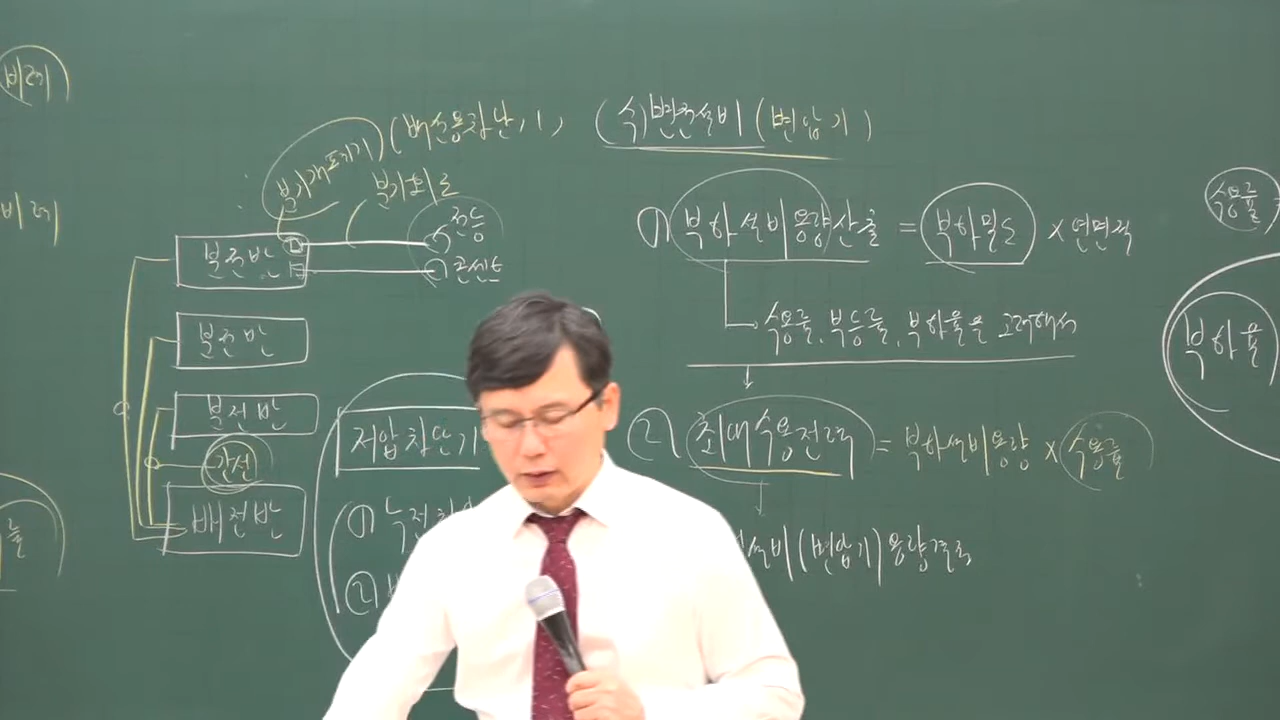 비례
비례
분기개폐기 (배선용차단기)
분기회로
전등
콘센트
분전반
분전반
분전반
간선
배전반
저압차단기
①
②
(수)변전설비 (변압기)
① 부하설비용량산출 = 부하밀도 × 연면적
수용률, 부등률, 부하율을 고려해서
② 최대수용전력 = 부하설비용량 × 수용률
설비(변압기)용량결정
수용률
부하율